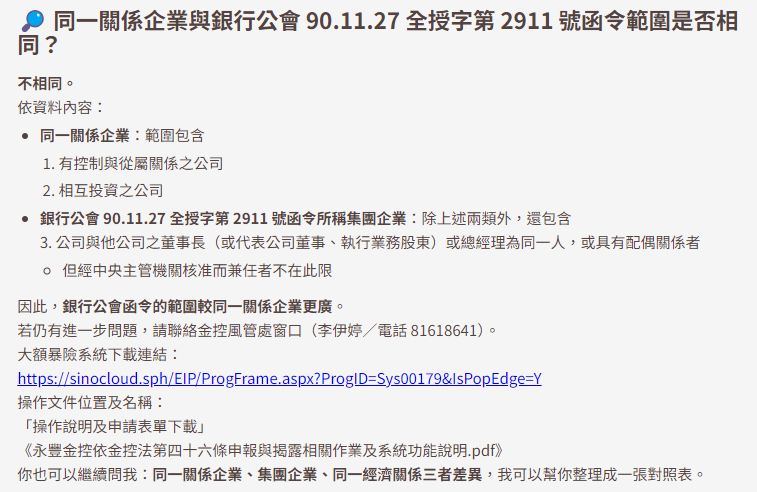 🔎 同一關係企業與銀行公會 90.11.27 全授字第 2911 號函令範圍是否相
同？
不相同。
依資料內容：
• 同一關係企業：範圍包含
1. 有控制與從屬關係之公司
2. 相互投資之公司
• 銀行公會 90.11.27 全授字第 2911 號函令所稱集團企業：除上述兩類外，還包含
3. 公司與他公司之董事長（或代表公司董事、執行業務股東）或總經理為同一人，或具有配偶關係者
○ 但經中央主管機關核准而兼任者不在此限
因此，銀行公會函令的範圍較同一關係企業更廣。
若仍有進一步問題，請聯絡金控風管處窗口（李伊婷／電話 81618641）。
大額暴險系統下載連結：
https://sinocloud.sph/EIP/ProgFrame.aspx?ProgID=Sys00179&IsPopEdge=Y
操作文件位置及名稱：
「操作說明及申請表單下載」
《永豐金控依金控法第四十六條申報與揭露相關作業及系統功能說明.pdf》
你也可以繼續問我：同一關係企業、集團企業、同一經濟關係三者差異，我可以幫你整理成一張對照表。